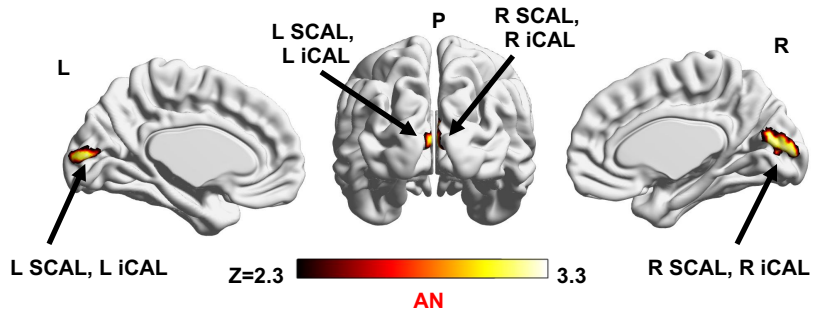 L
L SCAL,
L iCAL
P
R SCAL,
R iCAL
R
L SCAL, L iCAL
Z=2.3
3.3
R SCAL, R iCAL
AN